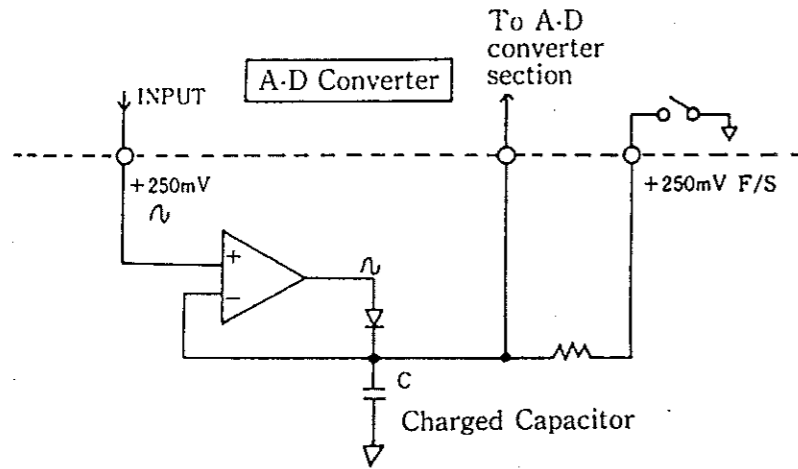 To A·D
converter
section
A·D Converter
INPUT
+250mV
+250mV F/S
+
−
C
Charged Capacitor